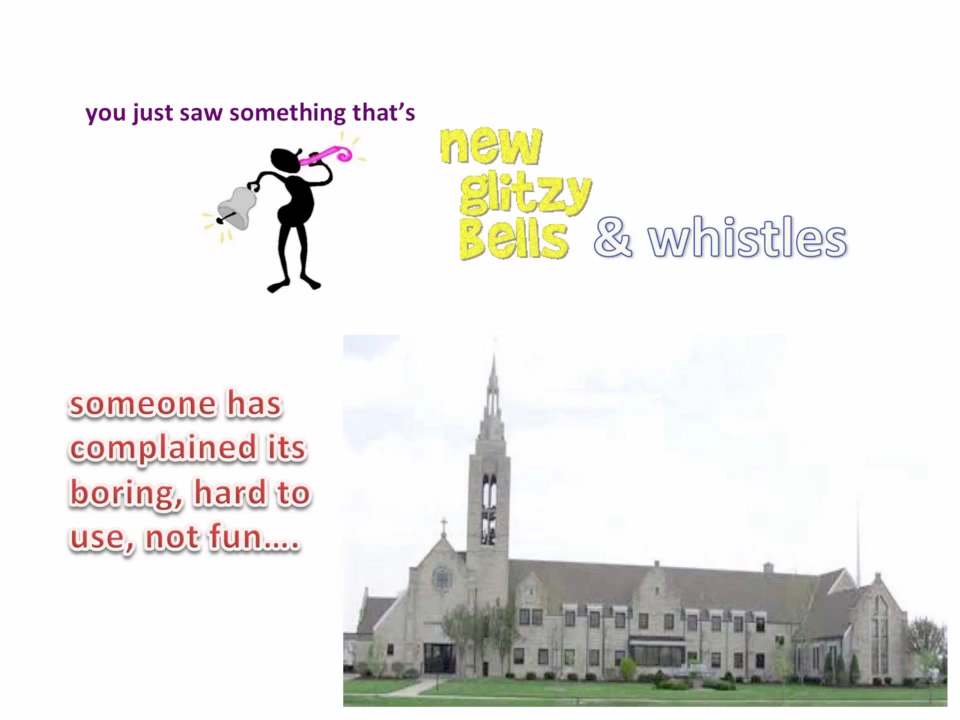 you just saw something that's
new
glitzy
Bells & whistles
someone has
complained its
boring, hard to
use, not fun….